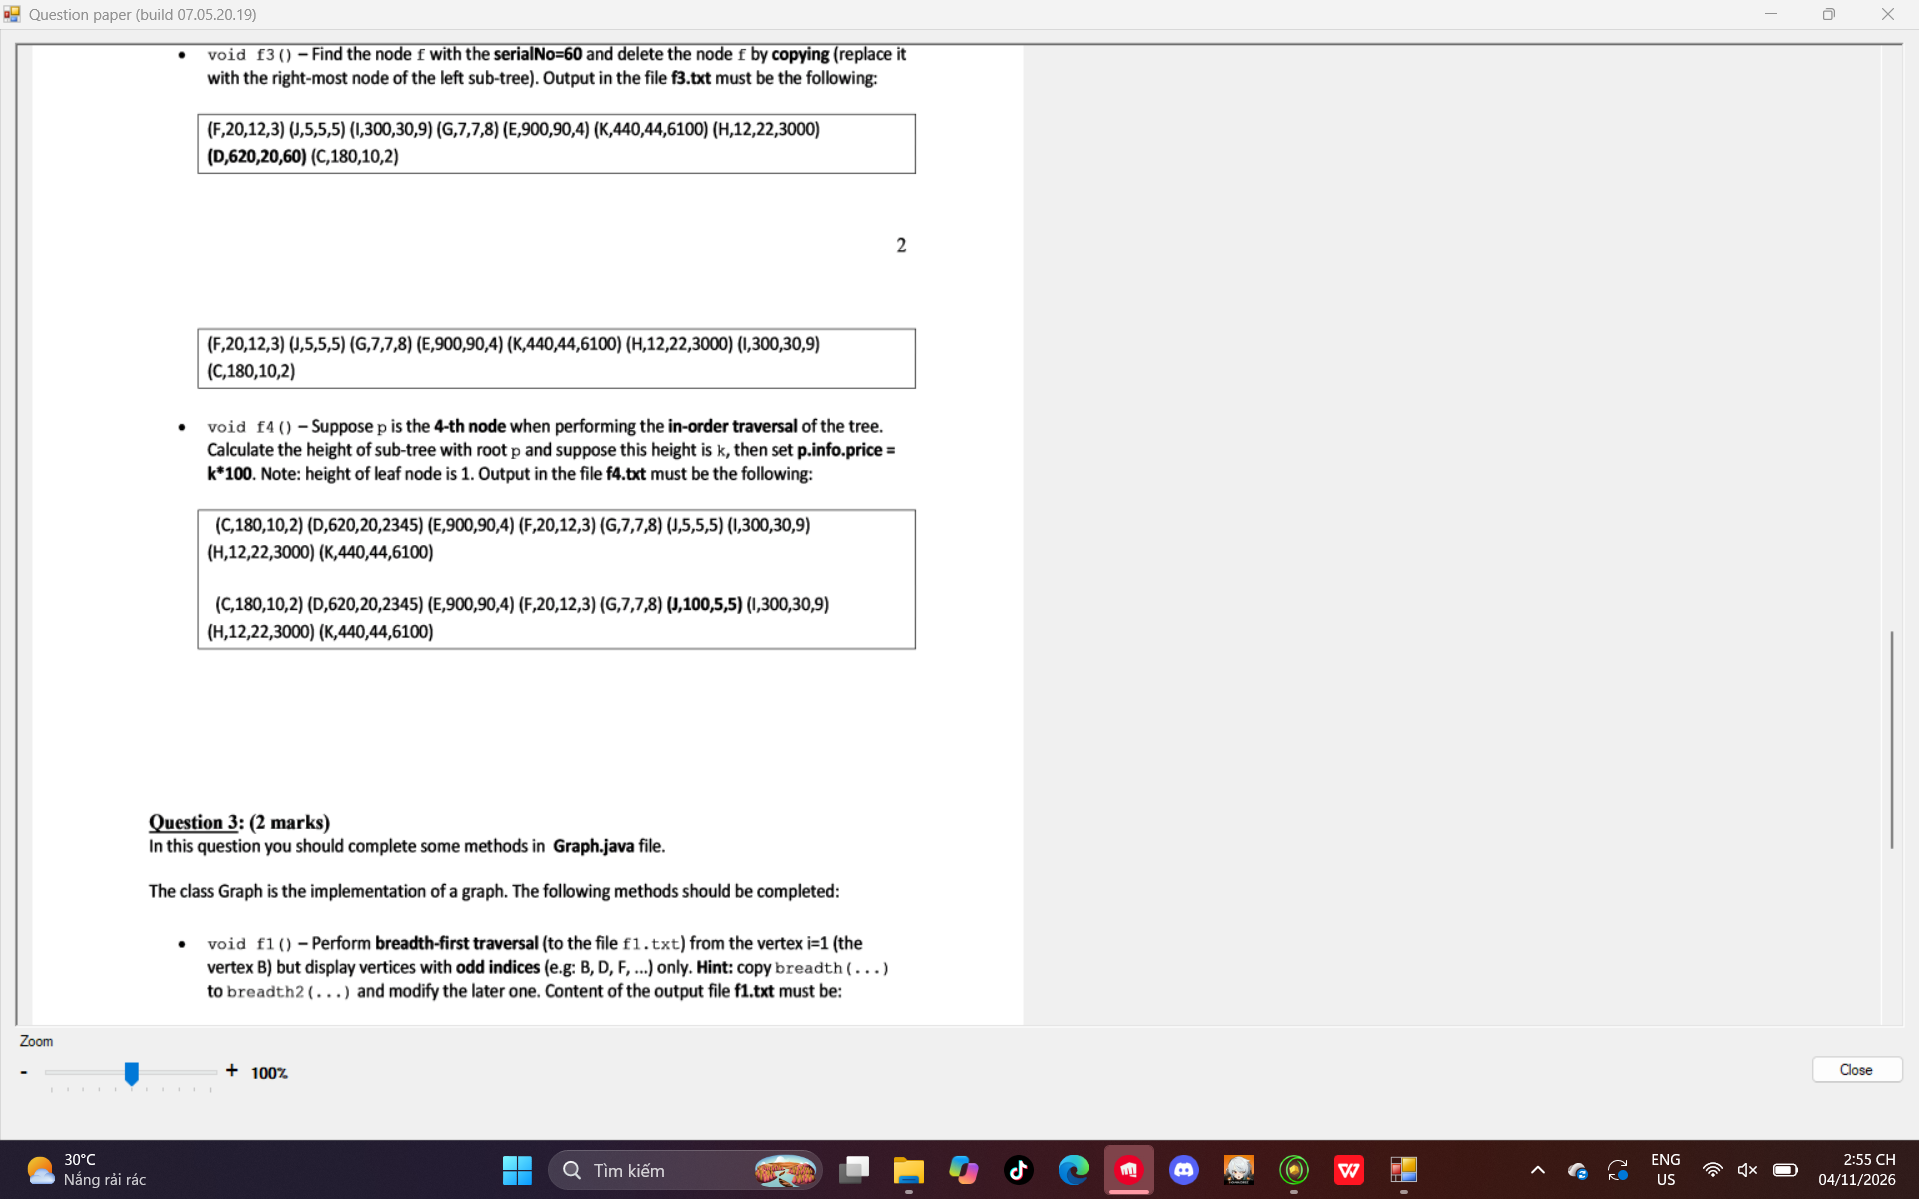 Question paper (build 07.05.20.19)
• void f3() – Find the node f with the serialNo=60 and delete the node f by copying (replace it
with the right-most node of the left sub-tree). Output in the file f3.txt must be the following:
(F,20,12,3) (J,5,5,5) (I,300,30,9) (G,7,7,8) (E,900,90,4) (K,440,44,6100) (H,12,22,3000)
(D,620,20,60) (C,180,10,2)
2
(F,20,12,3) (J,5,5,5) (G,7,7,8) (E,900,90,4) (K,440,44,6100) (H,12,22,3000) (I,300,30,9)
(C,180,10,2)
• void f4() – Suppose p is the 4-th node when performing the in-order traversal of the tree.
Calculate the height of sub-tree with root p and suppose this height is k, then set p.info.price =
k*100. Note: height of leaf node is 1. Output in the file f4.txt must be the following:
(C,180,10,2) (D,620,20,2345) (E,900,90,4) (F,20,12,3) (G,7,7,8) (J,5,5,5) (I,300,30,9)
(H,12,22,3000) (K,440,44,6100)
(C,180,10,2) (D,620,20,2345) (E,900,90,4) (F,20,12,3) (G,7,7,8) (J,100,5,5) (I,300,30,9)
(H,12,22,3000) (K,440,44,6100)
Question 3: (2 marks)
In this question you should complete some methods in Graph.java file.
The class Graph is the implementation of a graph. The following methods should be completed:
• void f1() – Perform breadth-first traversal (to the file f1.txt) from the vertex i=1 (the
vertex B) but display vertices with odd indices (e.g: B, D, F, ...) only. Hint: copy breadth(...)
to breadth2(...) and modify the later one. Content of the output file f1.txt must be:
Zoom
- + 100%
Close
30°C
Nắng rải rác
Tìm kiếm
ENG
US
2:55 CH
04/11/2026